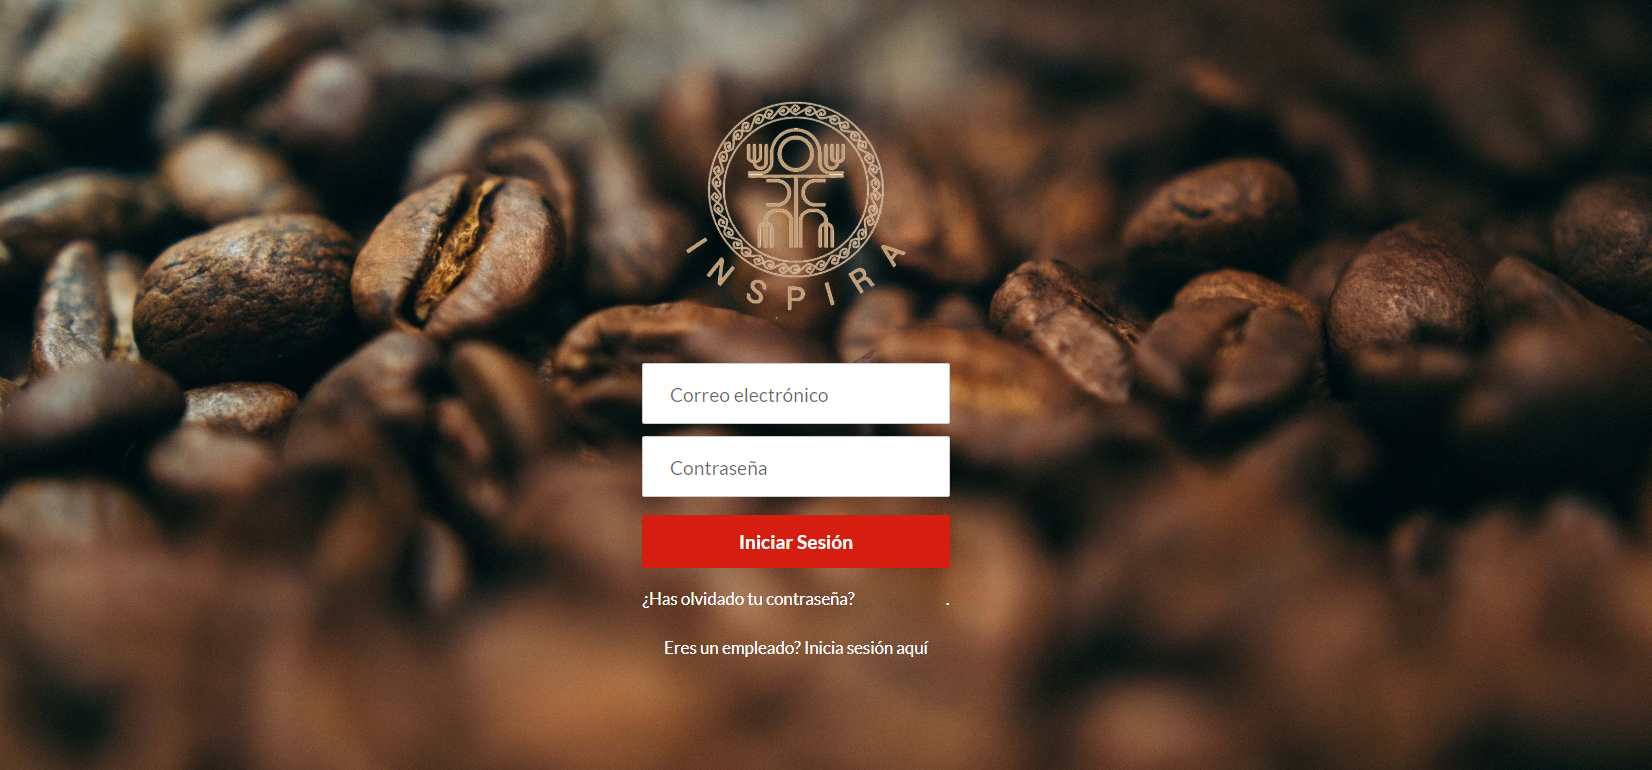 INSPIRA
Correo electrónico
Contraseña
Iniciar Sesión
¿Has olvidado tu contraseña? .
Eres un empleado? Inicia sesión aquí